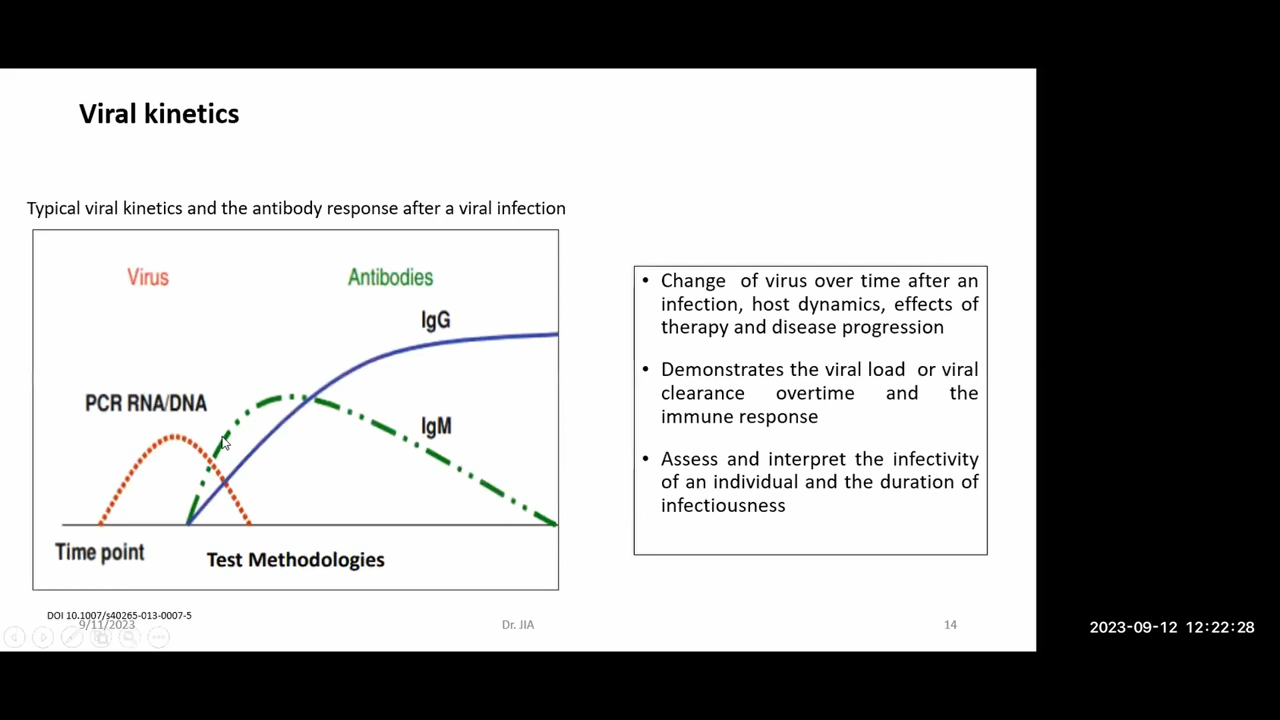 Viral kinetics
Typical viral kinetics and the antibody response after a viral infection
Virus
Antibodies
IgG
PCR RNA/DNA
IgM
Time point
Test Methodologies
• Change of virus over time after an
infection, host dynamics, effects of
therapy and disease progression
• Demonstrates the viral load or viral
clearance overtime and the
immune response
• Assess and interpret the infectivity
of an individual and the duration of
infectiousness
DOI 10.1007/s40265-013-0007-5
9/11/2023
Dr. JIA
14
2023-09-12 12:22:28